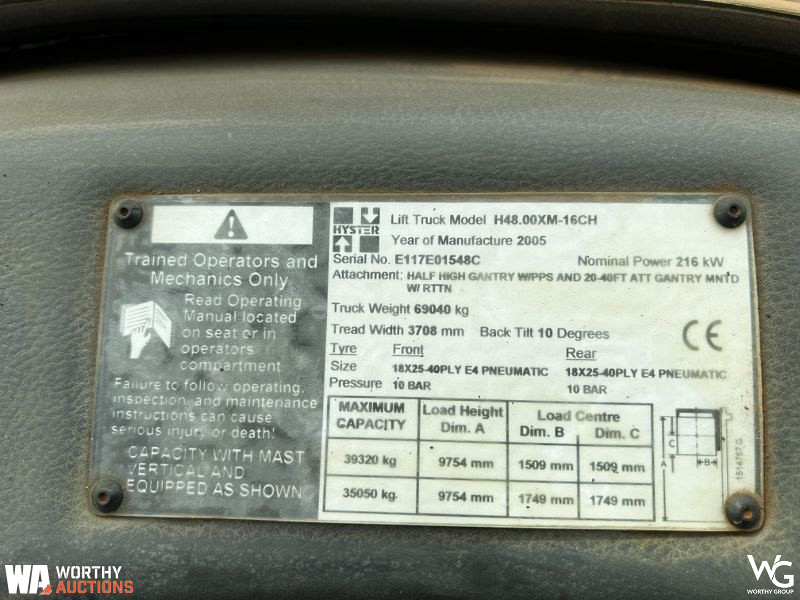 Trained Operators and
Mechanics Only
Read Operating
Manual located
on seat or in
operators
compartment
Failure to follow operating,
inspection, and maintenance
instructions can cause
serious injury or death!
CAPACITY WITH MAST
VERTICAL AND
EQUIPPED AS SHOWN
HYSTER
Lift Truck Model H48.00XM-16CH
Year of Manufacture 2005
Serial No. E117E01548C Nominal Power 216 kW
Attachment: HALF HIGH GANTRY W/PPS AND 20-40FT ATT GANTRY MNTD
W/ RTTN
Truck Weight 69040 kg
Tread Width 3708 mm Back Tilt 10 Degrees
CE
Tyre Front Rear
Size 18X25-40PLY E4 PNEUMATIC 18X25-40PLY E4 PNEUMATIC
Pressure 10 BAR 10 BAR
MAXIMUM CAPACITY Load Height Dim. A Load Centre Dim. B Dim. C
39320 kg 9754 mm 1509 mm 1509 mm
35050 kg 9754 mm 1749 mm 1749 mm
A
C
B
1514757 G
WA WORTHY AUCTIONS
WG
WORTHY GROUP